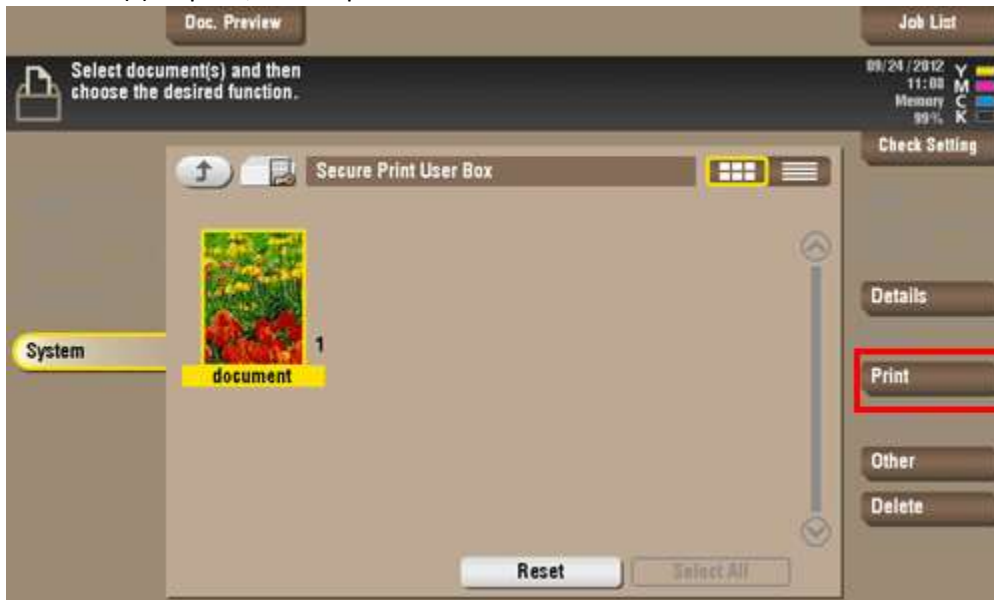 Doc. Preview
Job List
Select document(s) and then
choose the desired function.
09/24/2012
11:08
Memory
99%
Y
M
C
K
Check Setting
Secure Print User Box
Details
System
1
document
Print
Other
Delete
Reset
Select All